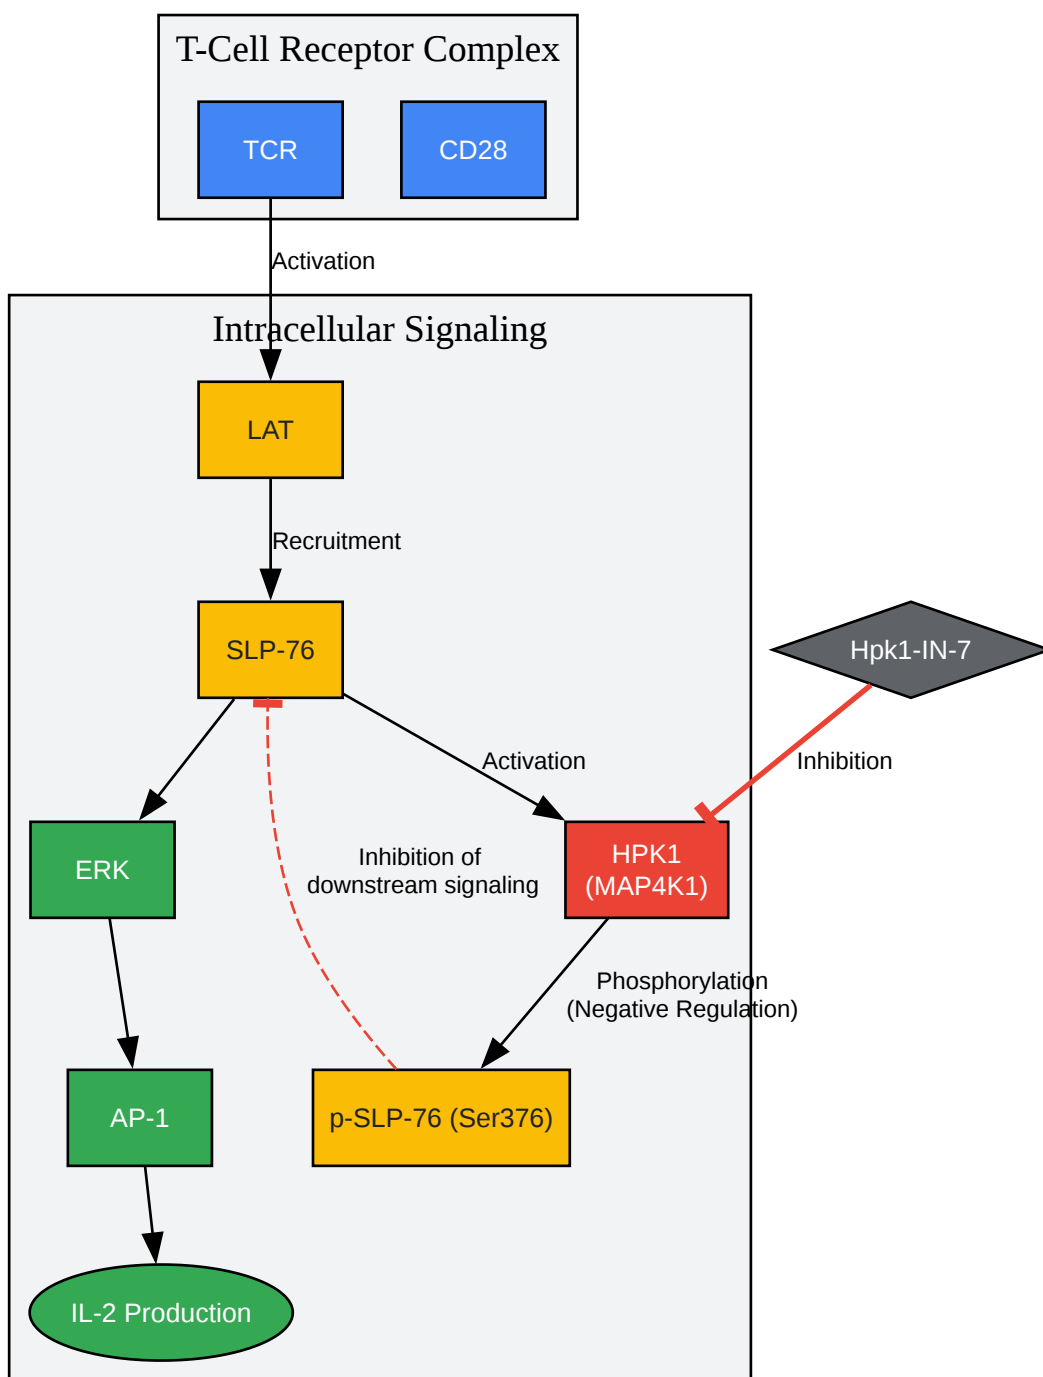 T-Cell Receptor Complex
TCR
CD28
Activation
Intracellular Signaling
LAT
Recruitment
SLP-76
Hpk1-IN-7
Activation
Inhibition
ERK
Inhibition of
downstream signaling
HPK1
(MAP4K1)
Phosphorylation
(Negative Regulation)
AP-1
p-SLP-76 (Ser376)
IL-2 Production